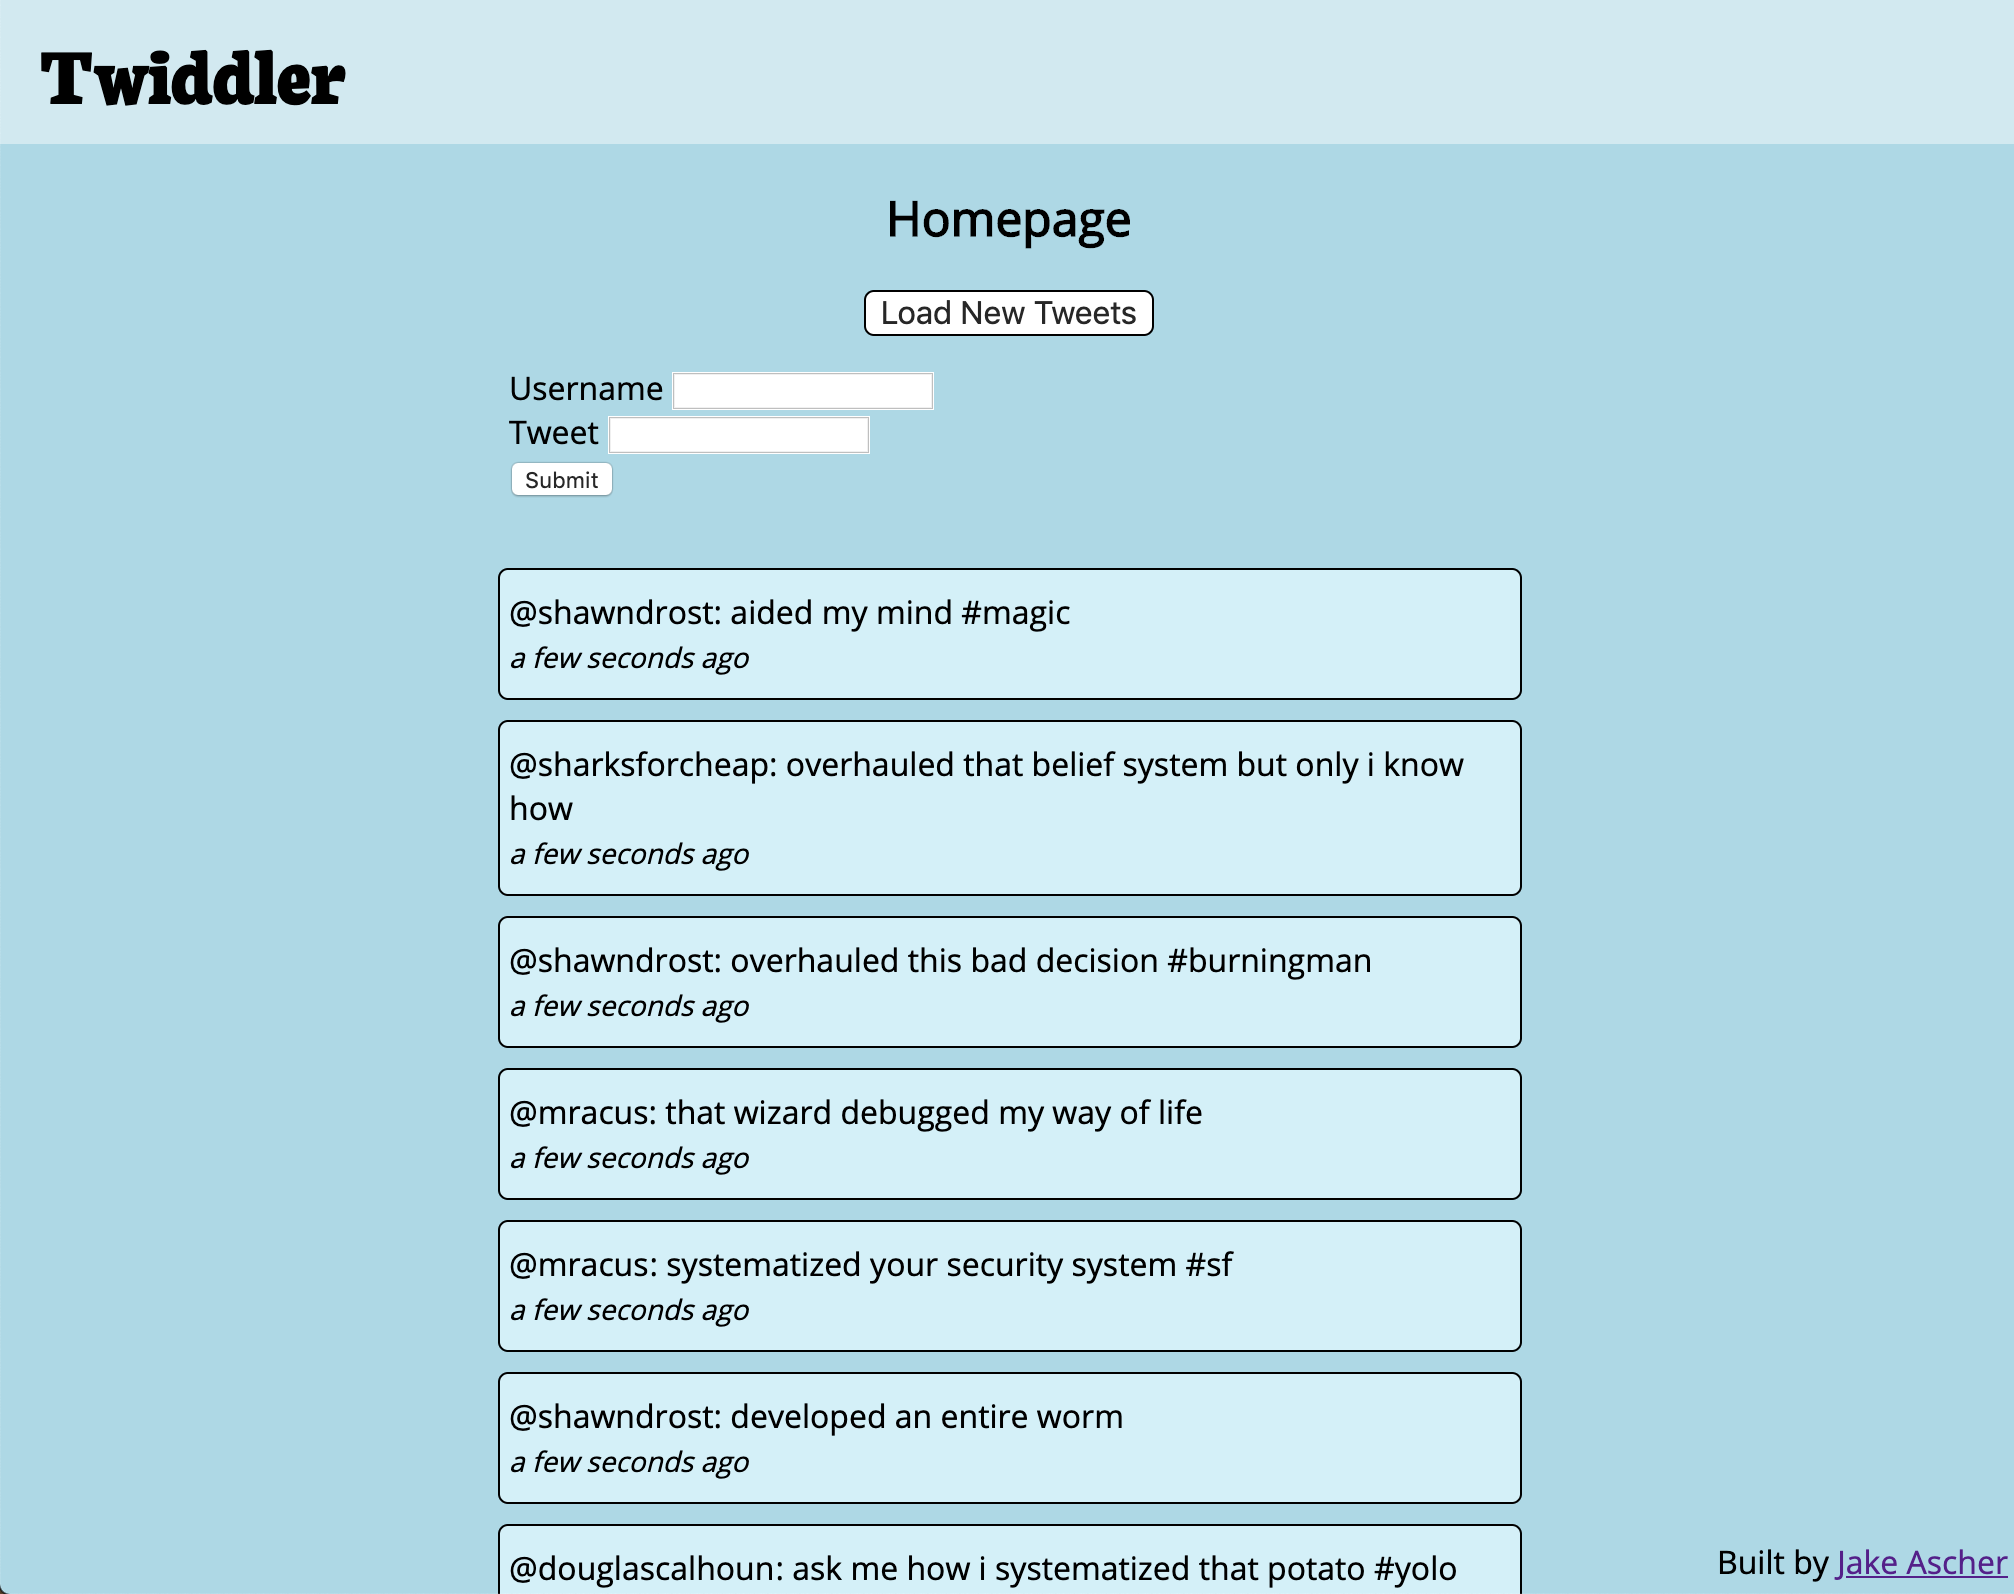 Twiddler
Homepage
Load New Tweets
Username
Tweet
Submit
@shawndrost: aided my mind #magic
a few seconds ago
@sharksforcheap: overhauled that belief system but only i know
how
a few seconds ago
@shawndrost: overhauled this bad decision #burningman
a few seconds ago
@mracus: that wizard debugged my way of life
a few seconds ago
@mracus: systematized your security system #sf
a few seconds ago
@shawndrost: developed an entire worm
a few seconds ago
@douglascalhoun: ask me how i systematized that potato #yolo
Built by Jake Ascher